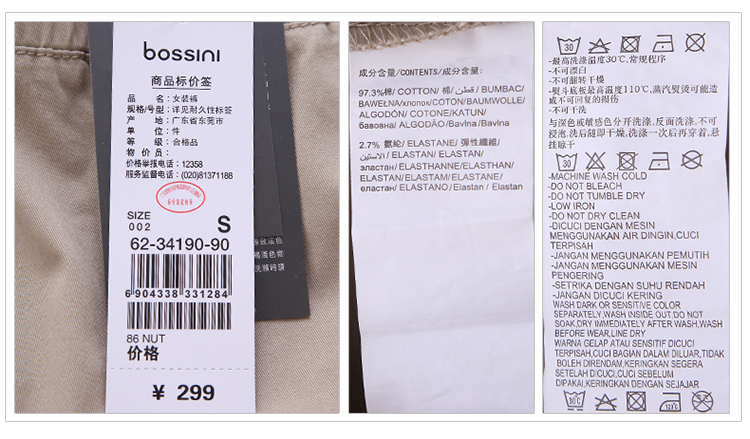 bossini
商品标价签
品　　名：女装裤
规格/号型：详见耐久性标签
产　　地：广东省东莞市
单　　位：件
等　　级：合格品
物 价 员：
价格举报电话：12358
服务监督电话：(020)81371188
SIZE
002
S
62-34190-90
6 904338 331284
86 NUT
价格
¥ 299
成分含量/CONTENTS/成分含量:
97.3%棉/ COTTON/ 棉/ قطن / BUMBAC/
BAWEŁNA/хлопок/COTON/BAUMWOLLE/
ALGODÓN/ COTONE/KATUN/
бавовна/ ALGODÃO/Bavlna /Bavlna
2.7% 氨纶/ ELASTANE/ 彈性纖維/
الاستيين/ ELASTAN/ ELASTAN/
эластан/ ELASTHANNE/ELASTHAN/
ELASTAN/ ELASTAM/ ELASTANE/
еластан/ ELASTANO/Elastan / Elastan
30
-最高洗涤温度30℃,常规程序
-不可漂白
-不可翻转干燥
-熨斗底板最高温度110℃,蒸汽熨烫可能造
成不可回复的损伤
-不可干洗
与深色或敏感色分开洗涤,反面洗涤,不可
浸泡,洗后随即干燥,洗涤一次后再穿着,悬
挂晾干
30
-MACHINE WASH COLD
-DO NOT BLEACH
-DO NOT TUMBLE DRY
-LOW IRON
-DO NOT DRY CLEAN
-DICUCI DENGAN MESIN
MENGGUNAKAN AIR DINGIN,CUCI
TERPISAH
-JANGAN MENGGUNAKAN PEMUTIH
-JANGAN MENGGUNAKAN MESIN
PENGERING
-SETRIKA DENGAN SUHU RENDAH
-JANGAN DICUCI KERING
WASH DARK OR SENSITIVE COLOR
SEPARATELY,WASH INSIDE OUT,DO NOT
SOAK,DRY IMMEDIATELY AFTER WASH,WASH
BEFORE WEAR,LINE DRY
WARNA GELAP ATAU SENSITIF DICUCI
TERPISAH,CUCI BAGIAN DALAM DILUAR,TIDAK
BOLEH DIRENDAM,KERINGKAN SEGERA
SETELAH DICUCI,CUCI SEBELUM
DIPAKAI,KERINGKAN DENGAN SEJAJAR
30℃